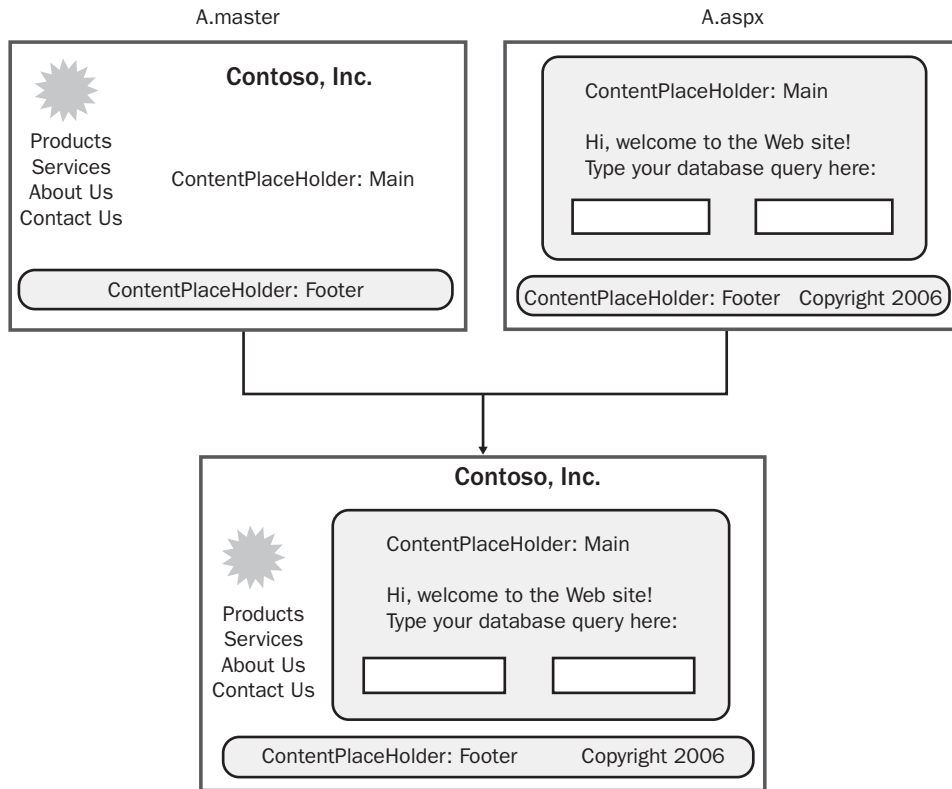 A.master
Contoso, Inc.
Products
Services
About Us
Contact Us
ContentPlaceHolder: Main
ContentPlaceHolder: Footer
A.aspx
ContentPlaceHolder: Main
Hi, welcome to the Web site!
Type your database query here:
ContentPlaceHolder: Footer Copyright 2006
Contoso, Inc.
Products
Services
About Us
Contact Us
ContentPlaceHolder: Main
Hi, welcome to the Web site!
Type your database query here:
ContentPlaceHolder: Footer Copyright 2006